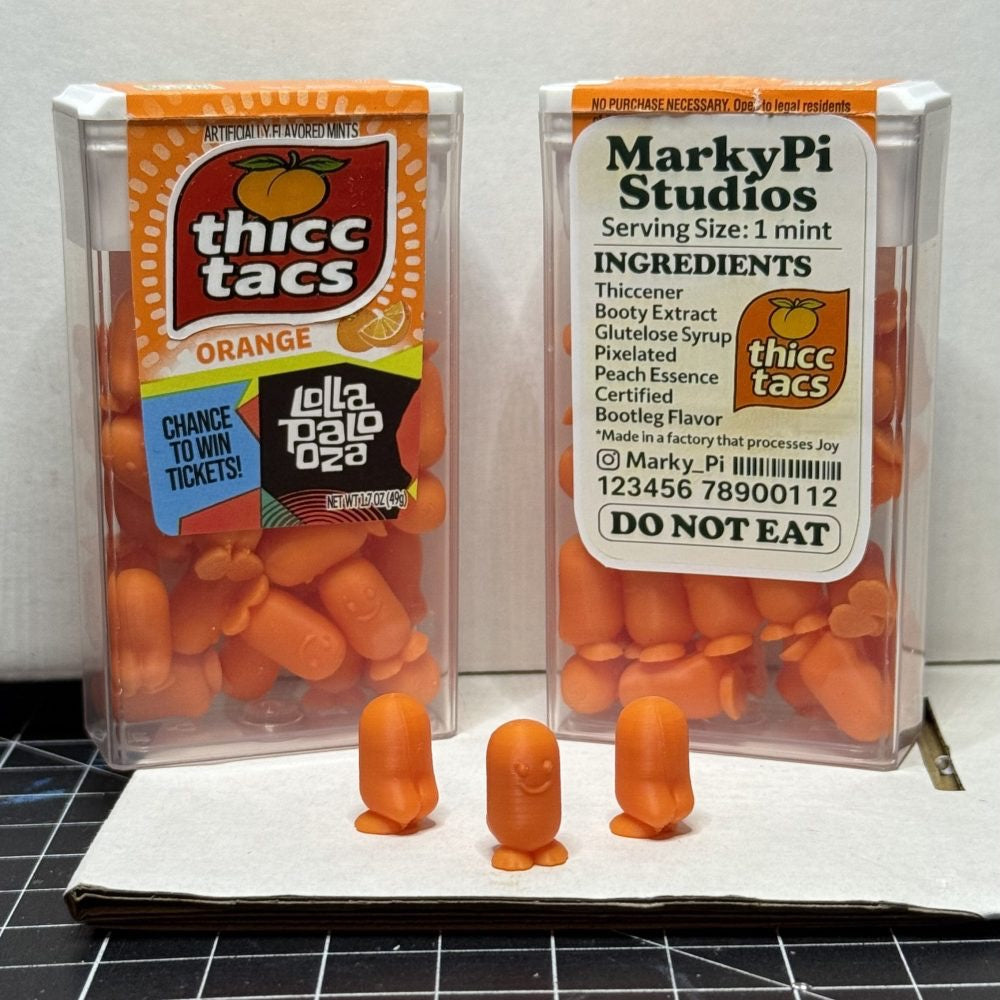 ARTIFICIALLY FLAVORED MINTS
thicc
tacs
ORANGE
CHANCE
TO WIN
TICKETS!
Lolla
PaLo
oza
NET WT 1.7 OZ (49g)
NO PURCHASE NECESSARY. Open to legal residents
MarkyPi
Studios
Serving Size: 1 mint
INGREDIENTS
Thiccener
Booty Extract
Glutelose Syrup
Pixelated
Peach Essence
Certified
Bootleg Flavor
thicc
tacs
*Made in a factory that processes Joy
Marky_Pi
123456 78900112
DO NOT EAT